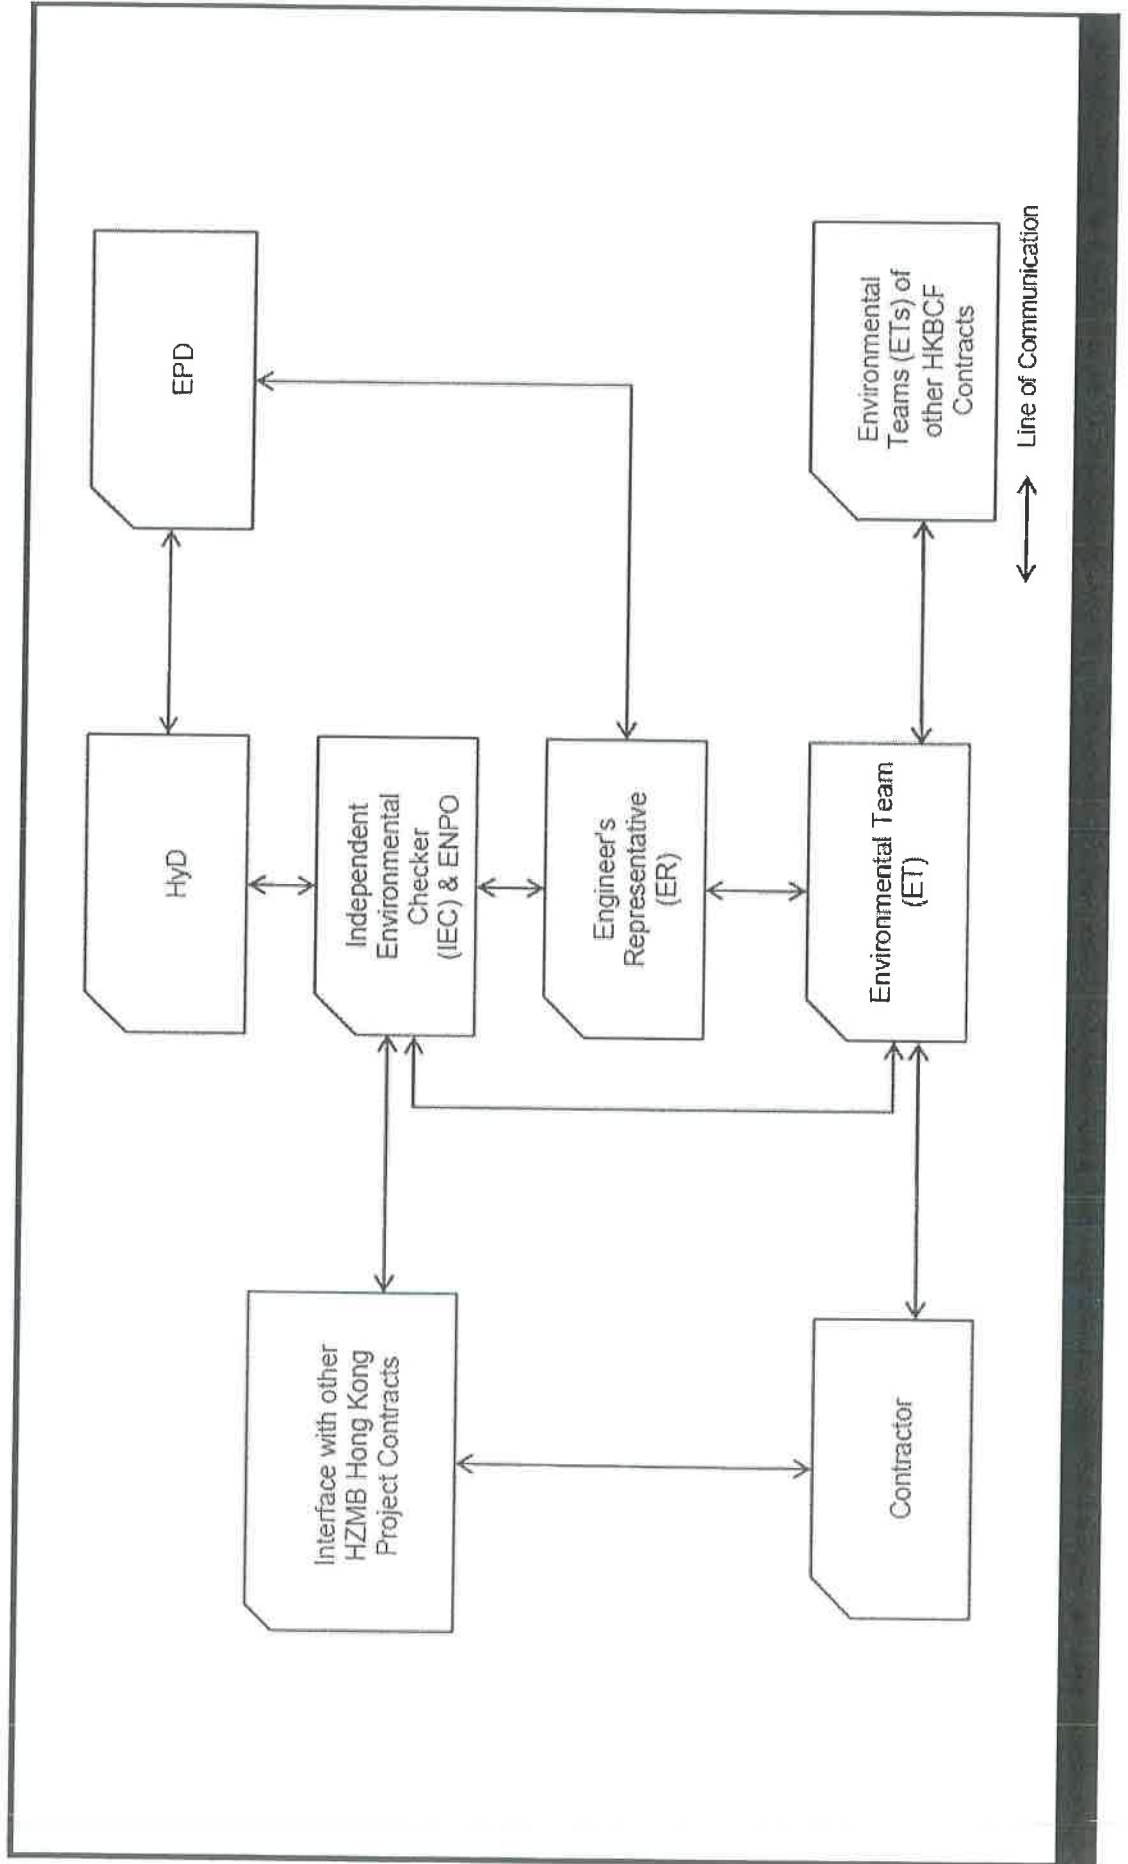 HyD
EPD
Interface with other
HZMB Hong Kong
Project Contracts
Independent
Environmental
Checker
(IEC) & ENPO
Engineer's
Representative
(ER)
Contractor
Environmental Team
(ET)
Environmental
Teams (ETs) of
other HKBCF
Contracts
Line of Communication